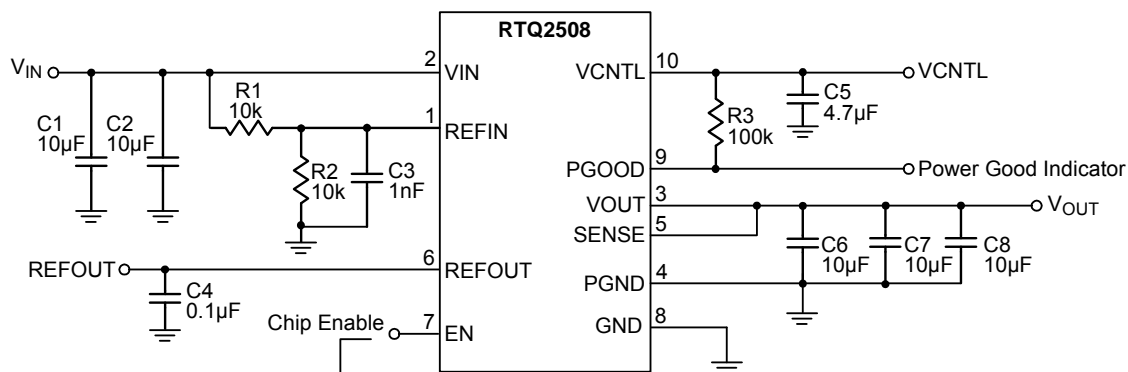 RTQ2508
VIN
2
VIN
R1
10k
1
REFIN
C1
10µF
C2
10µF
R2
10k
C3
1nF
REFOUT
6
REFOUT
C4
0.1µF
Chip Enable
7
EN
VCNTL
10
VCNTL
R3
100k
C5
4.7µF
PGOOD
9
Power Good Indicator
VOUT
3
VOUT
SENSE
5
C6
10µF
C7
10µF
C8
10µF
PGND
4
GND
8